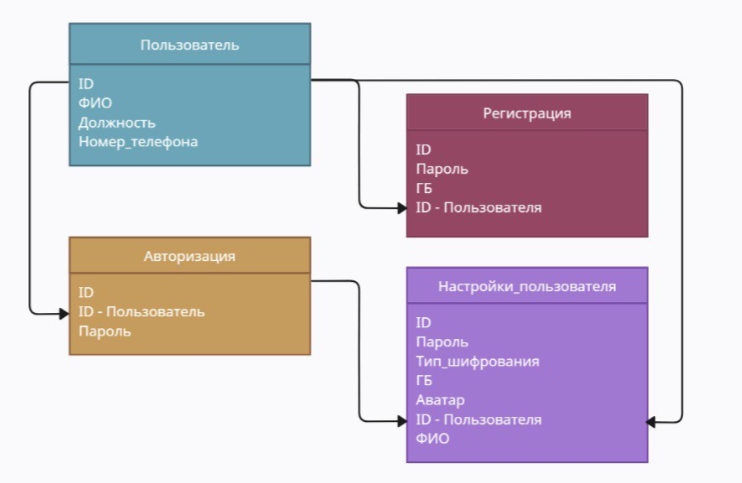 Пользователь
ID
ФИО
Должность
Номер_телефона
Регистрация
ID
Пароль
ГБ
ID - Пользователя
Авторизация
ID
ID - Пользователь
Пароль
Настройки_пользователя
ID
Пароль
Тип_шифрования
ГБ
Аватар
ID - Пользователя
ФИО